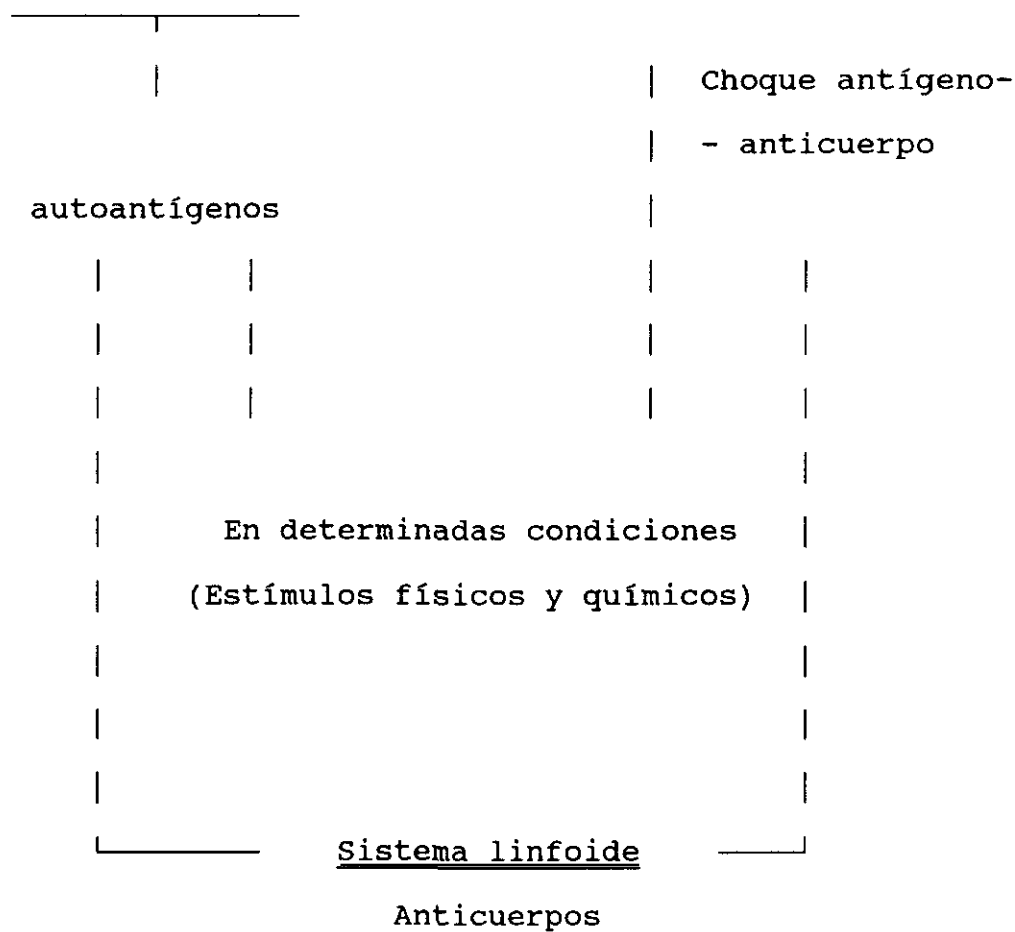 Choque antígeno-
- anticuerpo
autoantígenos
En determinadas condiciones
(Estímulos físicos y químicos)
Sistema linfoide
Anticuerpos